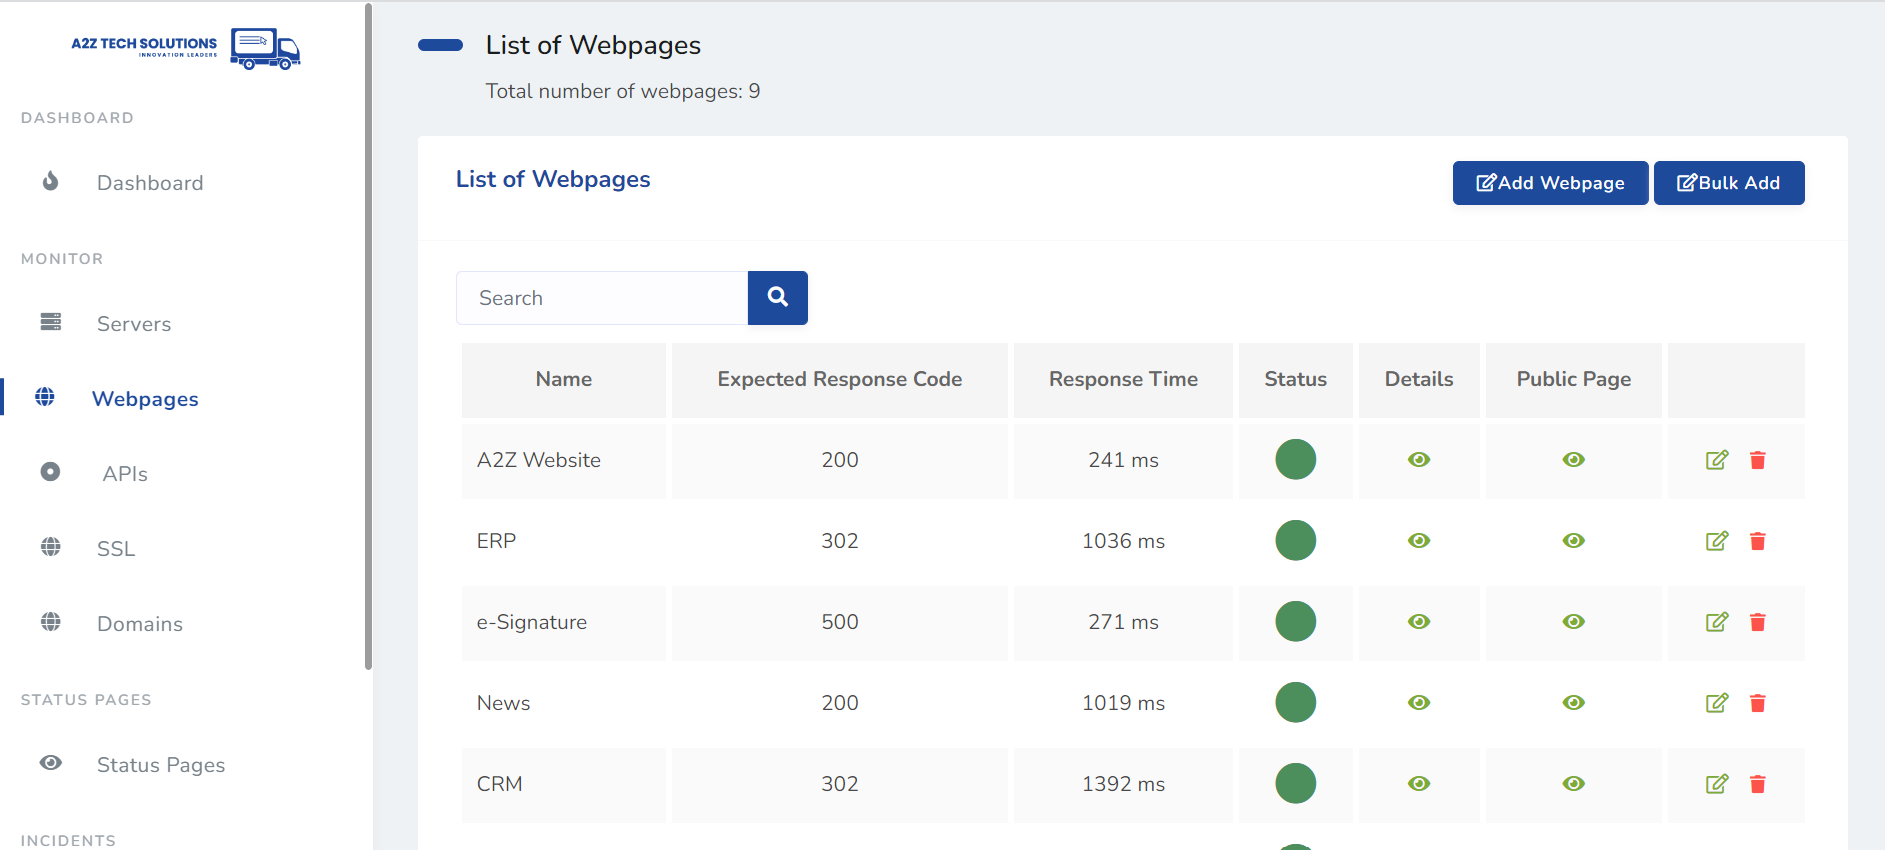 A2Z TECH SOLUTIONS
INNOVATION LEADERS
DASHBOARD
Dashboard
MONITOR
Servers
Webpages
APIs
SSL
Domains
STATUS PAGES
Status Pages
INCIDENTS
List of Webpages
Total number of webpages: 9
List of Webpages
Add Webpage Bulk Add
Search
Name Expected Response Code Response Time Status Details Public Page
A2Z Website 200 241 ms
ERP 302 1036 ms
e-Signature 500 271 ms
News 200 1019 ms
CRM 302 1392 ms